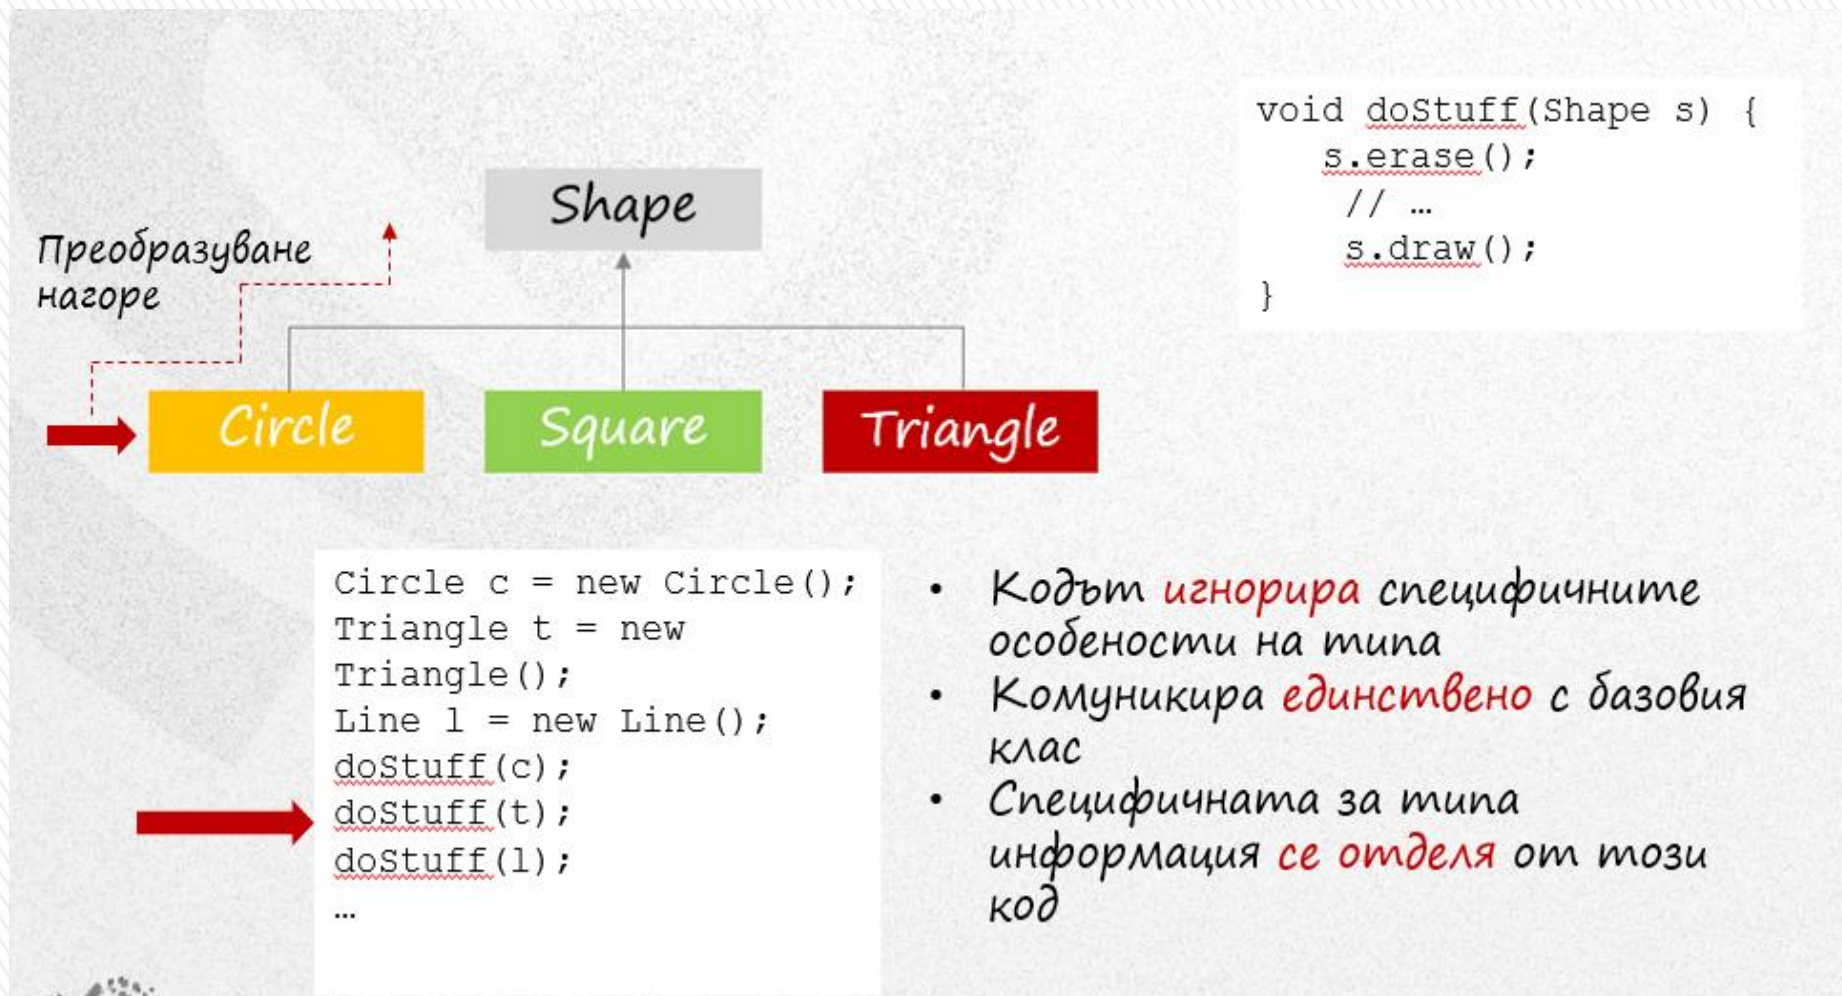 void doStuff(Shape s) {
s.erase();
// …
s.draw();
}
Shape
Преобразуване
нагоре
Circle
Square
Triangle
Circle c = new Circle();
Triangle t = new
Triangle();
Line l = new Line();
doStuff(c);
doStuff(t);
doStuff(l);
…
• Кодът игнорира специфичните
особености на типа
• Комуникира единствено с базовия
клас
• Специфичната за типа
информация се отделя от този
код